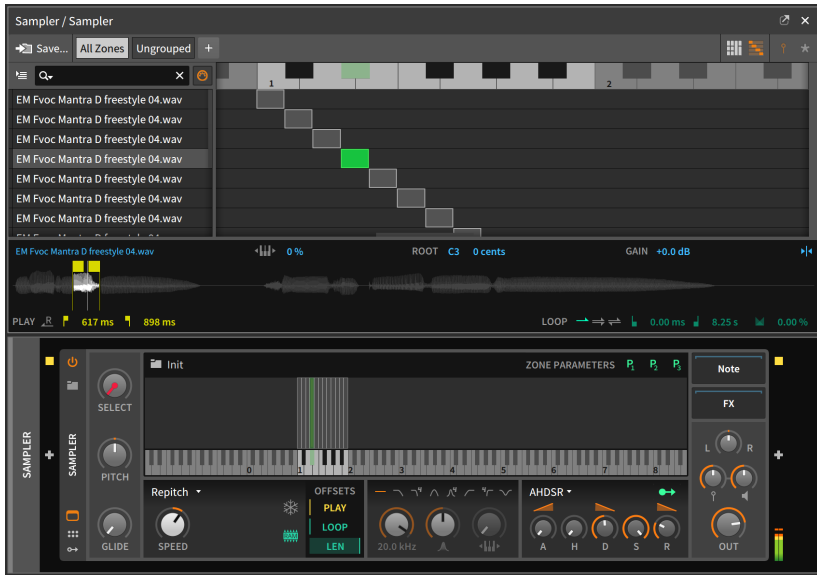 Sampler / Sampler
Save... All Zones Ungrouped +
1 2
EM Fvoc Mantra D freestyle 04.wav
EM Fvoc Mantra D freestyle 04.wav
EM Fvoc Mantra D freestyle 04.wav
EM Fvoc Mantra D freestyle 04.wav
EM Fvoc Mantra D freestyle 04.wav
EM Fvoc Mantra D freestyle 04.wav
EM Fvoc Mantra D freestyle 04.wav
EM Fvoc Mantra D freestyle 04.wav 0 % ROOT C3 0 cents GAIN +0.0 dB
PLAY R 617 ms 898 ms LOOP 0.00 ms 8.25 s 0.00 %
SAMPLER
SAMPLER
SELECT
PITCH
GLIDE
Init ZONE PARAMETERS P1 P2 P3
0 1 2 3 4 5 6 7 8
Repitch
SPEED
OFFSETS
PLAY
LOOP
LEN
20.0 kHz
AHDSR
A H D S R
Note
FX
L R
OUT